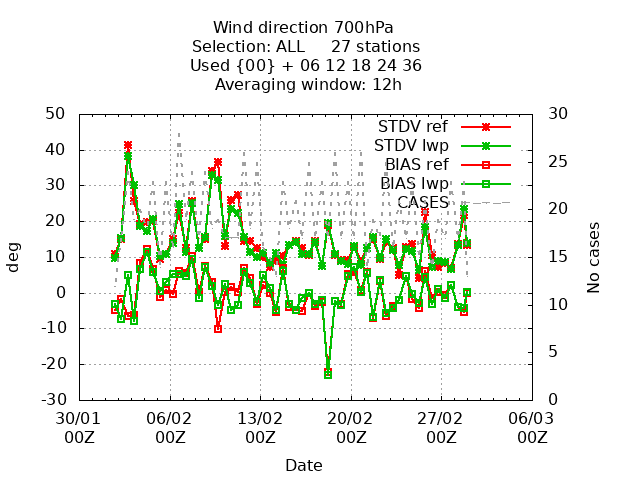 Wind direction 700hPa
Selection: ALL 27 stations
Used {00} + 06 12 18 24 36
Averaging window: 12h
STDV ref
STDV lwp
BIAS ref
BIAS lwp
CASES
50
40
30
20
10
0
-10
-20
-30
deg
30
25
20
15
10
5
0
No cases
30/01 06/02 13/02 20/02 27/02 06/03
00Z 00Z 00Z 00Z 00Z 00Z
Date